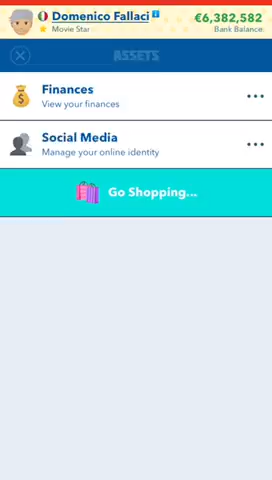 Domenico Fallaci
€6,382,582
Movie Star
Bank Balance:
ASSETS
Finances
View your finances
Social Media
Manage your online identity
Go Shopping...